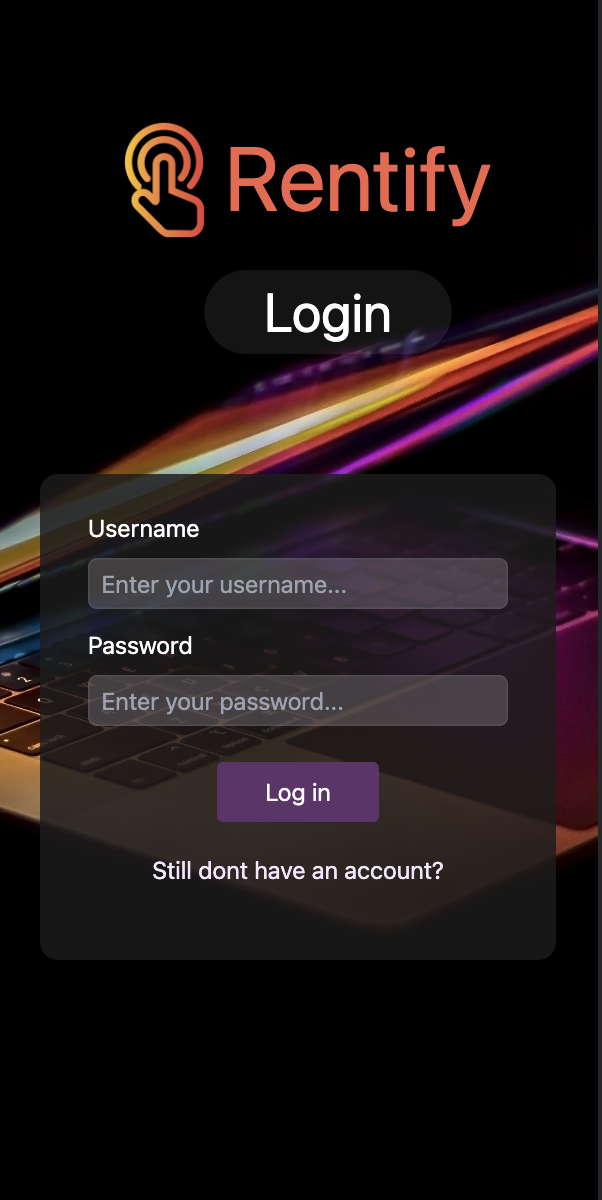 Rentify
Login
Username
Enter your username...
Password
Enter your password...
Log in
Still dont have an account?